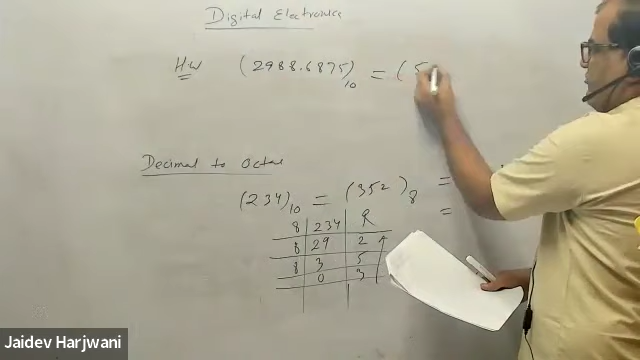 Digital Electronics
H.W (2988.6875)10 = (5
Decimal to Octal
(234)10 = (352)8 =
=
8 234 R
8 29 2
8 3 5
0 3
Jaidev Harjwani